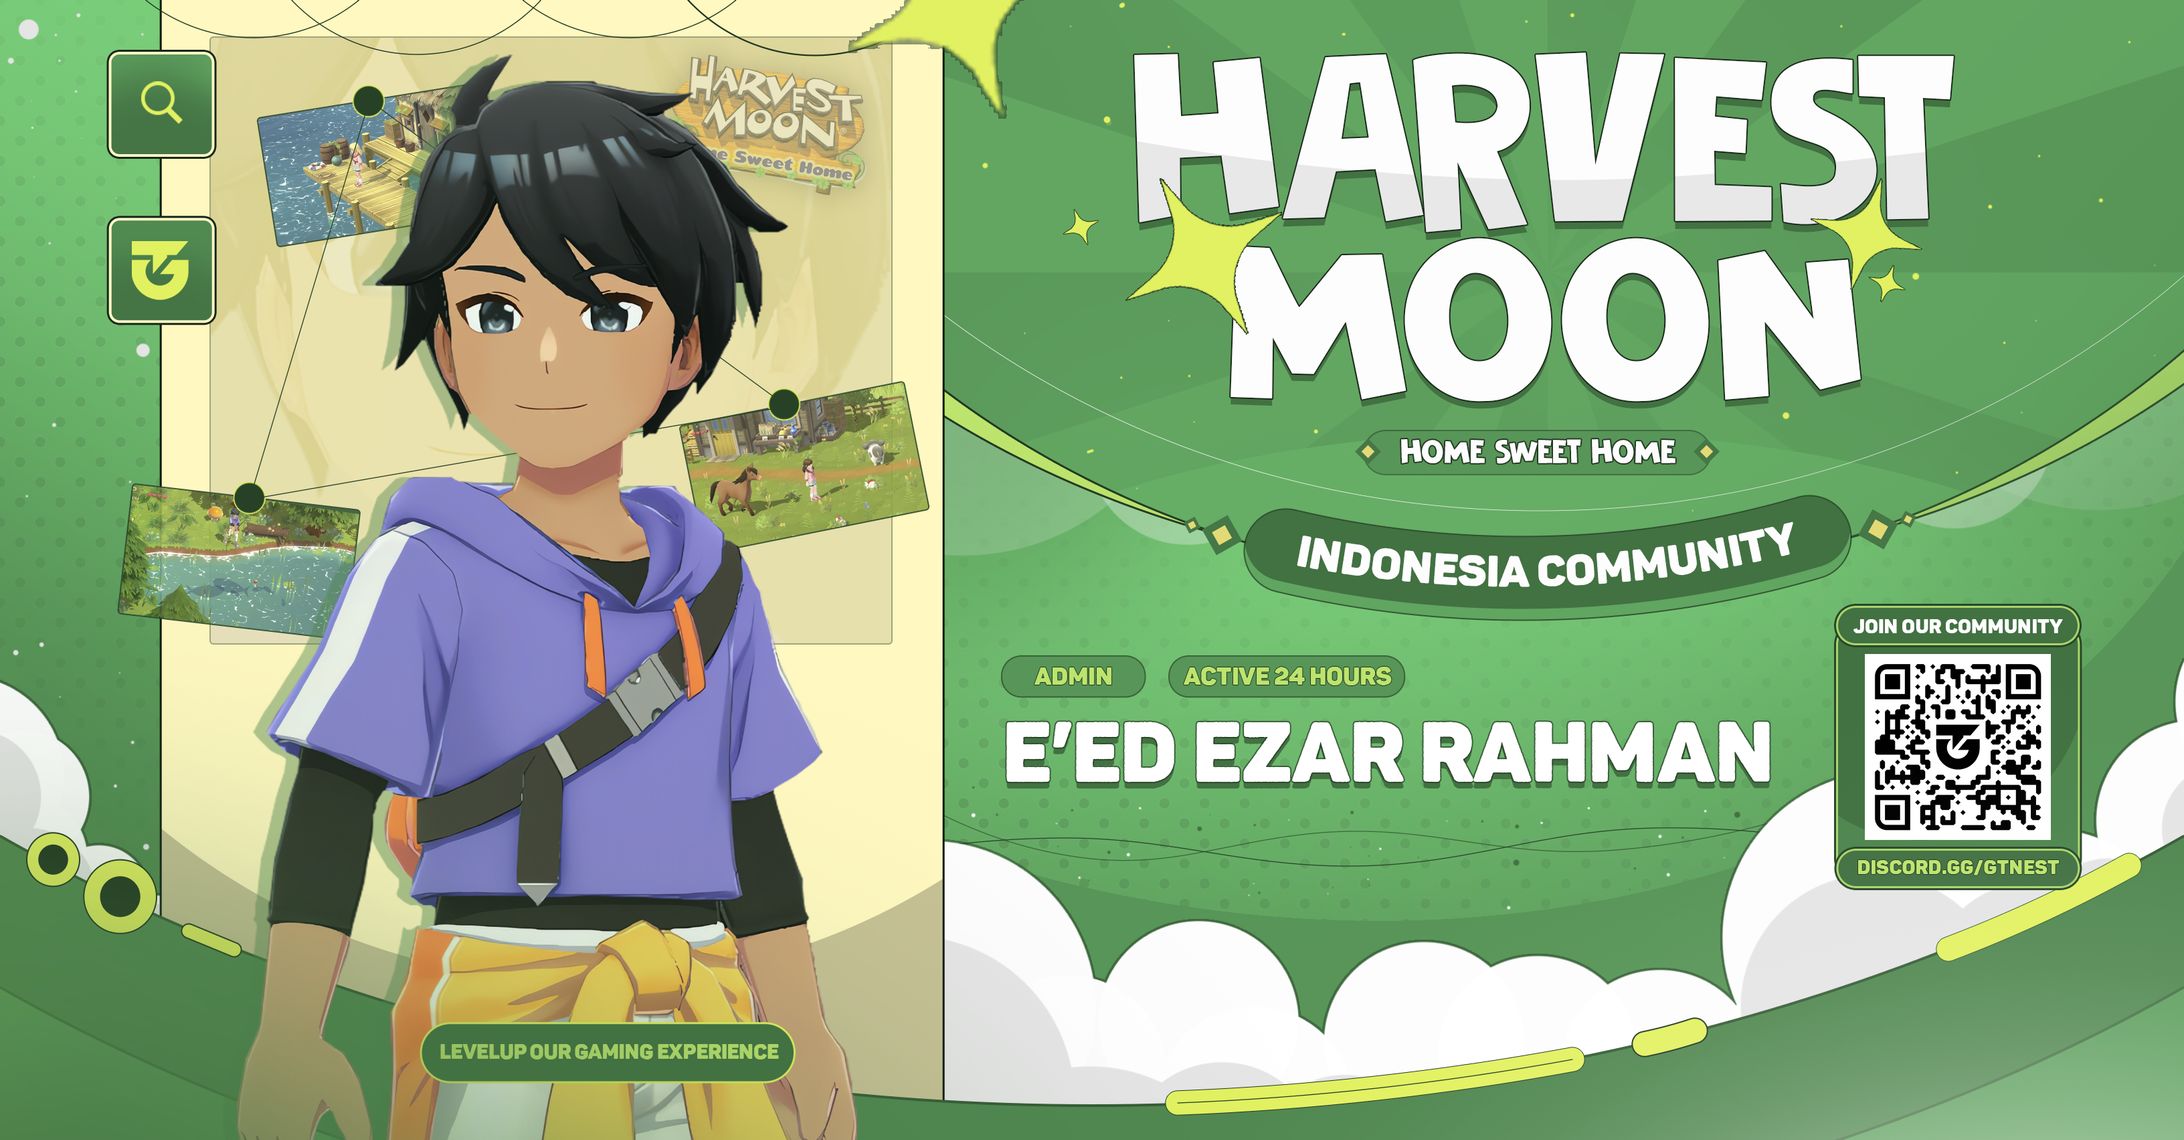 HARVEST
MOON
Home Sweet Home
HARVEST
MOON
HOME SWEET HOME
INDONESIA COMMUNITY
JOIN OUR COMMUNITY
ADMIN
ACTIVE 24 HOURS
E'ED EZAR RAHMAN
DISCORD.GG/GTNEST
LEVELUP OUR GAMING EXPERIENCE